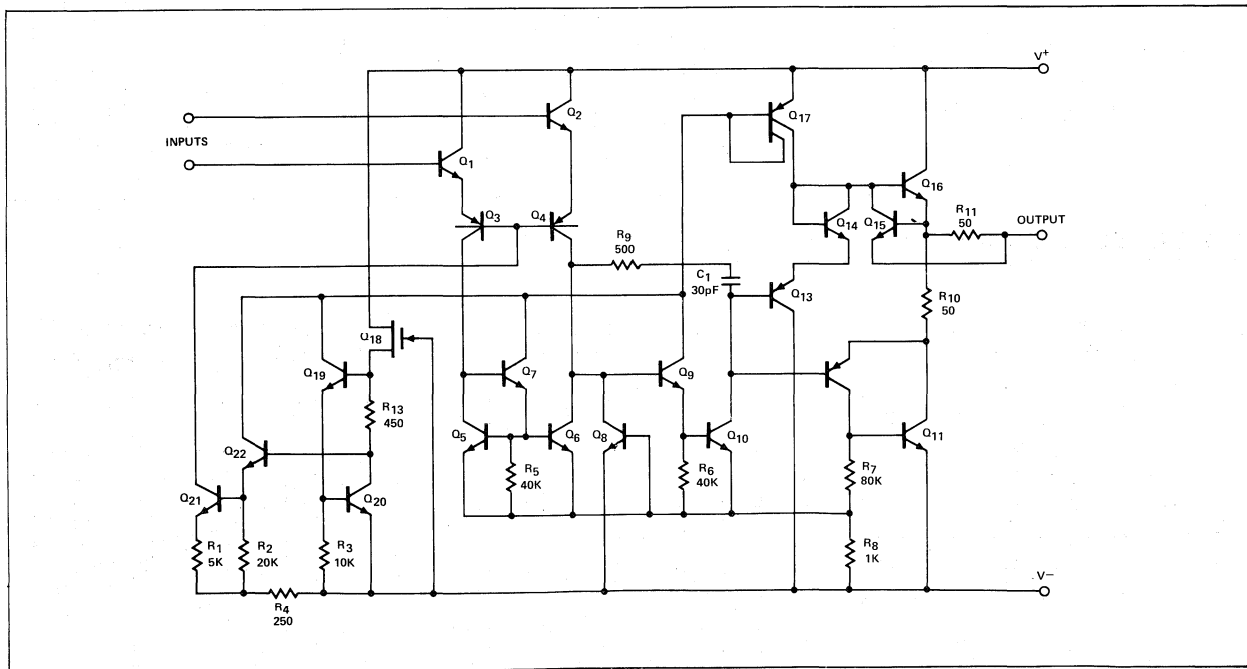 V+
Q2
Q17
INPUTS
Q1
Q16
Q3
Q4
Q14
Q15
R11
50
OUTPUT
R9
500
C1
30pF
Q13
R10
50
Q18
Q19
Q7
Q9
R13
450
Q5
Q6
Q8
Q10
Q11
Q22
R5
40K
R6
40K
R7
80K
Q21
Q20
R1
5K
R2
20K
R3
10K
R8
1K
V−
R4
250